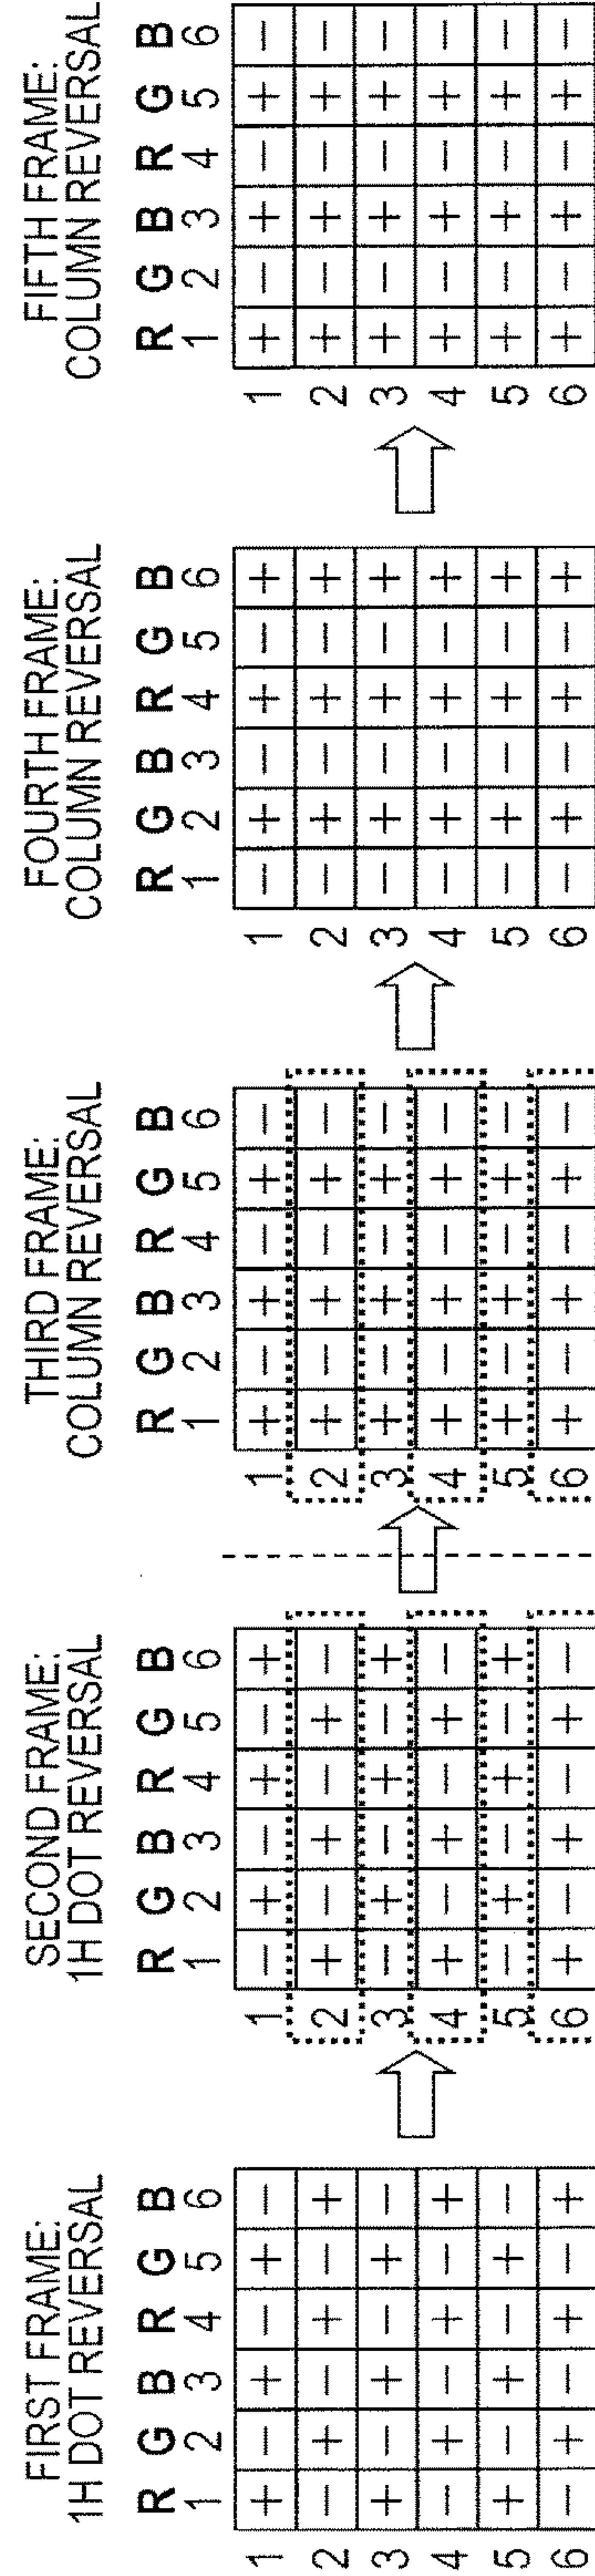 FIRST FRAME:
1H DOT REVERSAL
R G B R G B
1 2 3 4 5 6
1 + − + − + −
2 − + − + − +
3 + − + − + −
4 − + − + − +
5 + − + − + −
6 − + − + − +
SECOND FRAME:
1H DOT REVERSAL
R G B R G B
1 2 3 4 5 6
1 − + − + − +
2 + − + − + −
3 − + − + − +
4 + − + − + −
5 − + − + − +
6 + − + − + −
THIRD FRAME:
COLUMN REVERSAL
R G B R G B
1 2 3 4 5 6
1 + − + − + −
2 + − + − + −
3 + − + − + −
4 + − + − + −
5 + − + − + −
6 + − + − + −
FOURTH FRAME:
COLUMN REVERSAL
R G B R G B
1 2 3 4 5 6
1 − + − + − +
2 − + − + − +
3 − + − + − +
4 − + − + − +
5 − + − + − +
6 − + − + − +
FIFTH FRAME:
COLUMN REVERSAL
R G B R G B
1 2 3 4 5 6
1 + − + − + −
2 + − + − + −
3 + − + − + −
4 + − + − + −
5 + − + − + −
6 + − + − + −